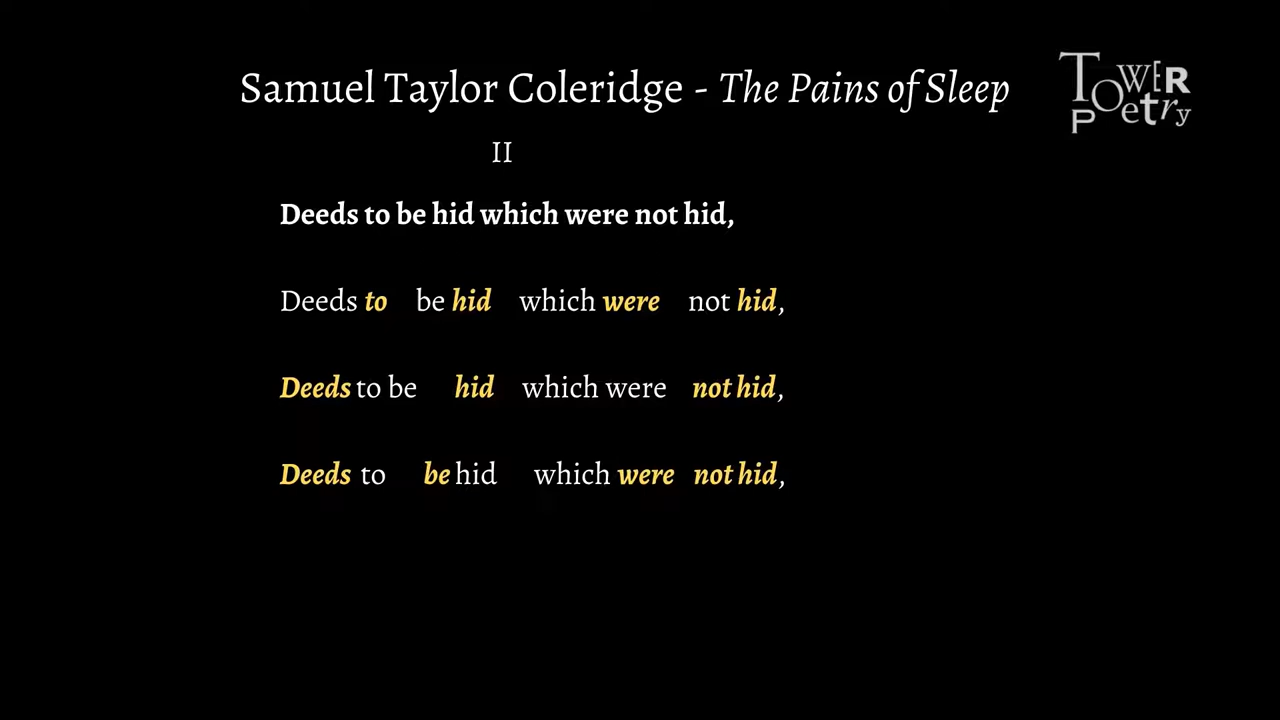 Samuel Taylor Coleridge - The Pains of Sleep
TOWER
POetry
II
Deeds to be hid which were not hid,
Deeds to be hid which were not hid,
Deeds to be hid which were not hid,
Deeds to be hid which were not hid,